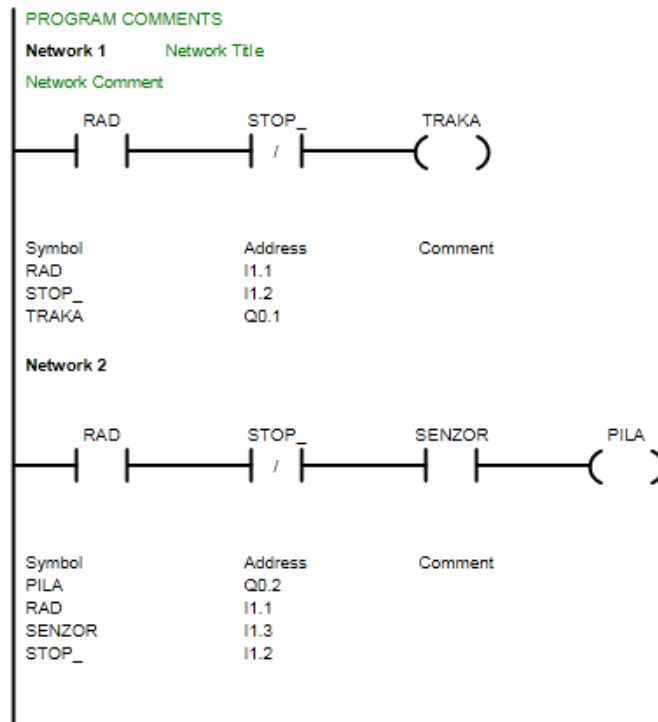 PROGRAM COMMENTS
Network 1 Network Title
Network Comment
RAD STOP_ TRAKA
/
Symbol Address Comment
RAD I1.1
STOP_ I1.2
TRAKA Q0.1
Network 2
RAD STOP_ SENZOR PILA
/
Symbol Address Comment
PILA Q0.2
RAD I1.1
SENZOR I1.3
STOP_ I1.2